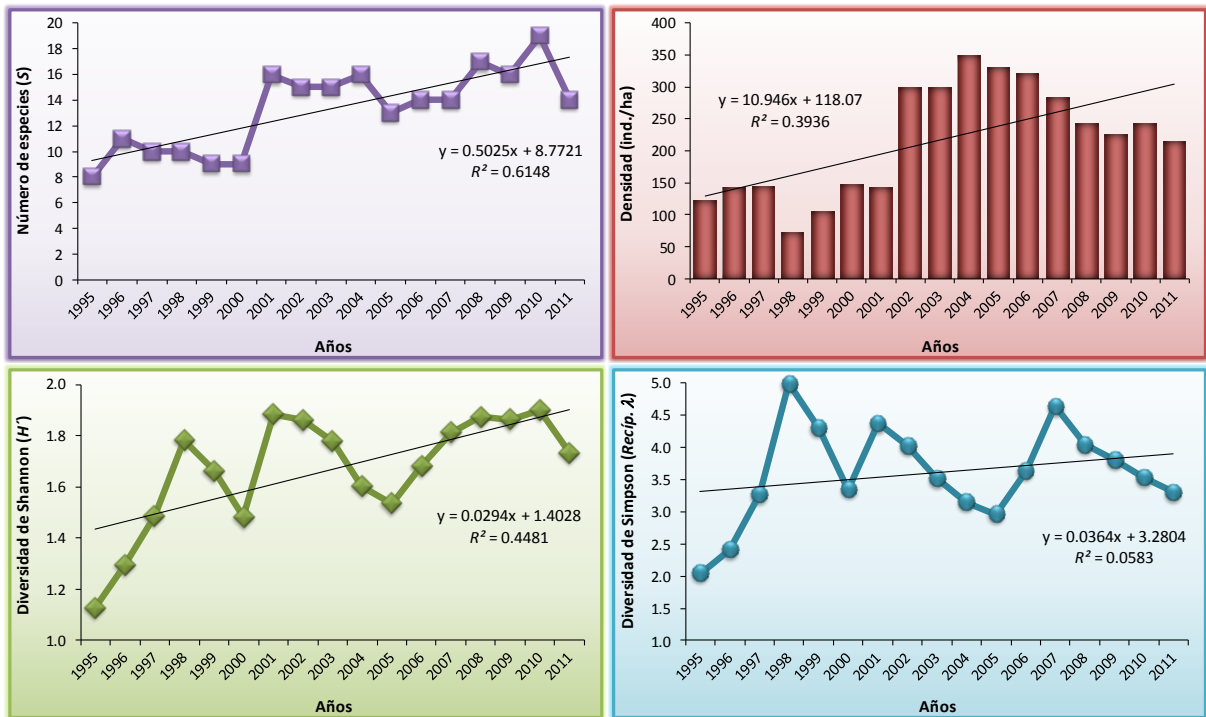 Número de especies (S)
20
18
16
14
12
10
8
6
4
2
0
y = 0.5025x + 8.7721
R² = 0.6148
1995 1996 1997 1998 1999 2000 2001 2002 2003 2004 2005 2006 2007 2008 2009 2010 2011
Años
Densidad (ind./ha)
400
350
300
250
200
150
100
50
0
y = 10.946x + 118.07
R² = 0.3936
1995 1996 1997 1998 1999 2000 2001 2002 2003 2004 2005 2006 2007 2008 2009 2010 2011
Años
Diversidad de Shannon (H´)
2.0
1.8
1.6
1.4
1.2
1.0
y = 0.0294x + 1.4028
R² = 0.4481
1995 1996 1997 1998 1999 2000 2001 2002 2003 2004 2005 2006 2007 2008 2009 2010 2011
Años
Diversidad de Simpson (Recíp. λ)
5.0
4.5
4.0
3.5
3.0
2.5
2.0
1.5
1.0
y = 0.0364x + 3.2804
R² = 0.0583
1995 1996 1997 1998 1999 2000 2001 2002 2003 2004 2005 2006 2007 2008 2009 2010 2011
Años